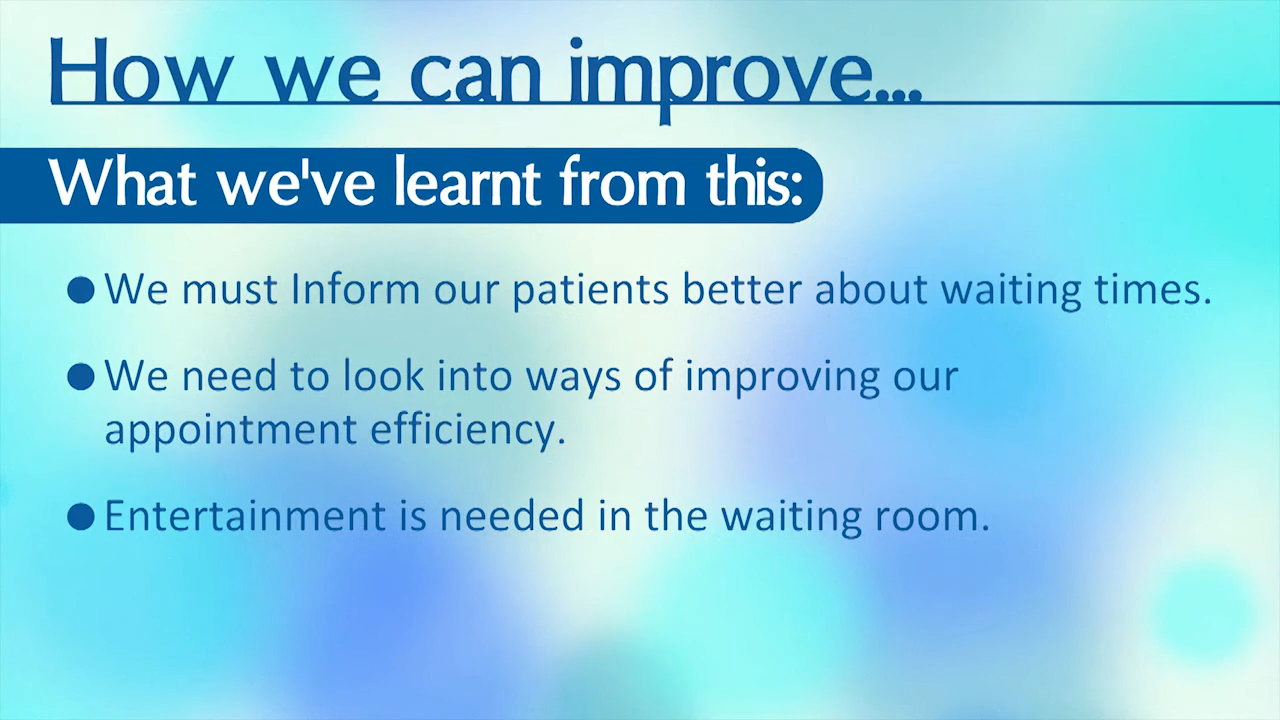 How we can improve...
What we've learnt from this:
● We must Inform our patients better about waiting times.
● We need to look into ways of improving our
appointment efficiency.
● Entertainment is needed in the waiting room.